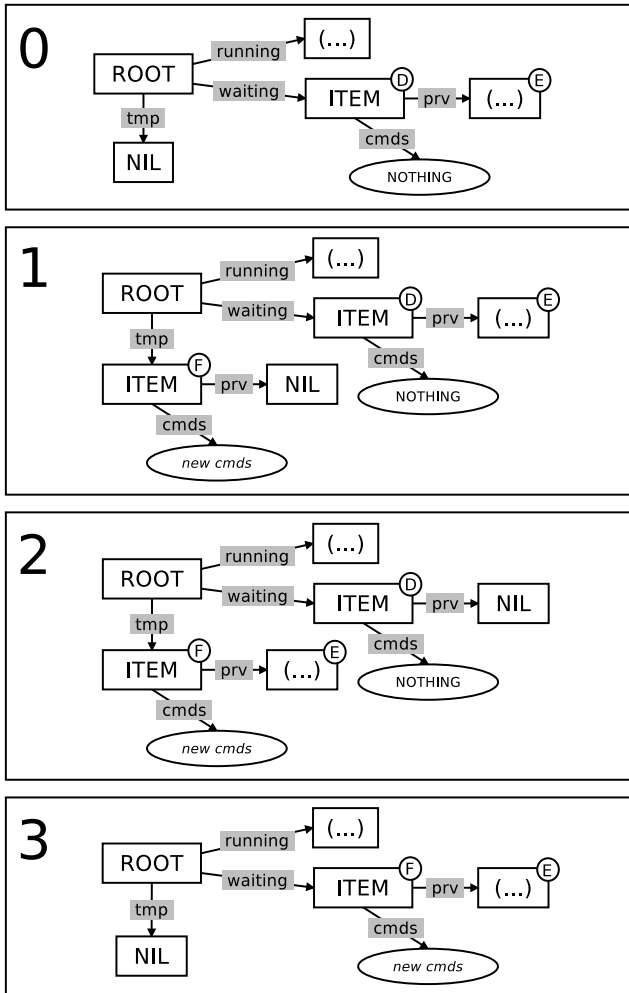 0
running
(...)
ROOT
waiting
ITEM
D
prv
(...)
E
tmp
cmds
NIL
NOTHING
1
running
(...)
ROOT
waiting
ITEM
D
prv
(...)
E
tmp
cmds
ITEM
F
prv
NIL
NOTHING
cmds
new cmds
2
running
(...)
ROOT
waiting
ITEM
D
prv
NIL
tmp
cmds
ITEM
F
prv
(...)
E
NOTHING
cmds
new cmds
3
running
(...)
ROOT
waiting
ITEM
F
prv
(...)
E
tmp
cmds
NIL
new cmds